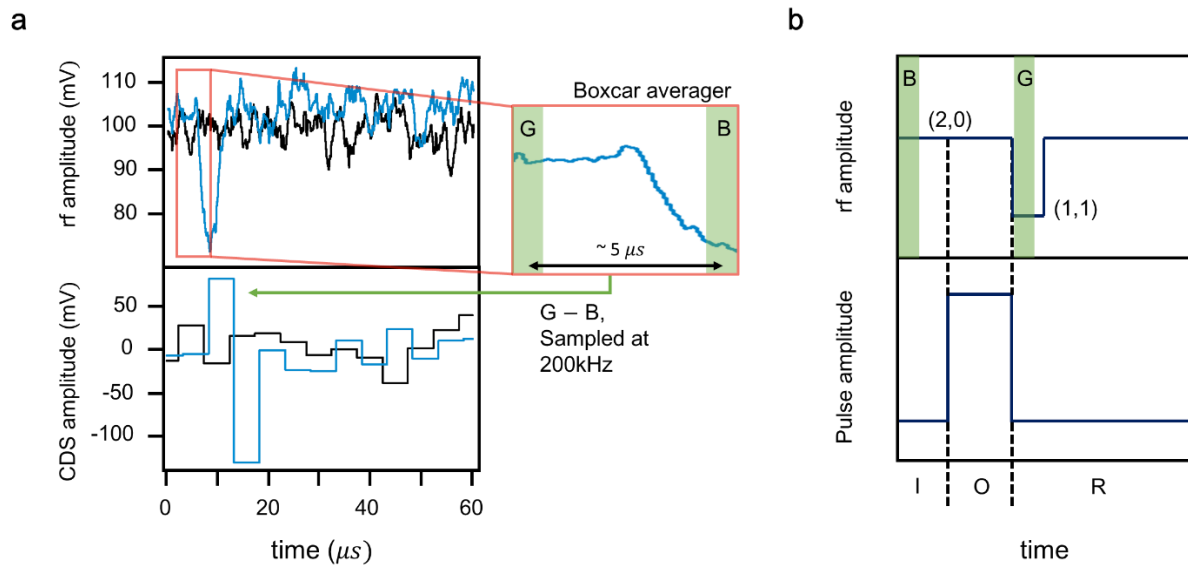 a
rf amplitude (mV)
110
100
90
80
Boxcar averager
G
B
~ 5 μs
CDS amplitude (mV)
50
0
-50
-100
G – B,
Sampled at
200kHz
0
20
40
60
time (μs)
b
rf amplitude
B
G
(2,0)
(1,1)
Pulse amplitude
I
O
R
time